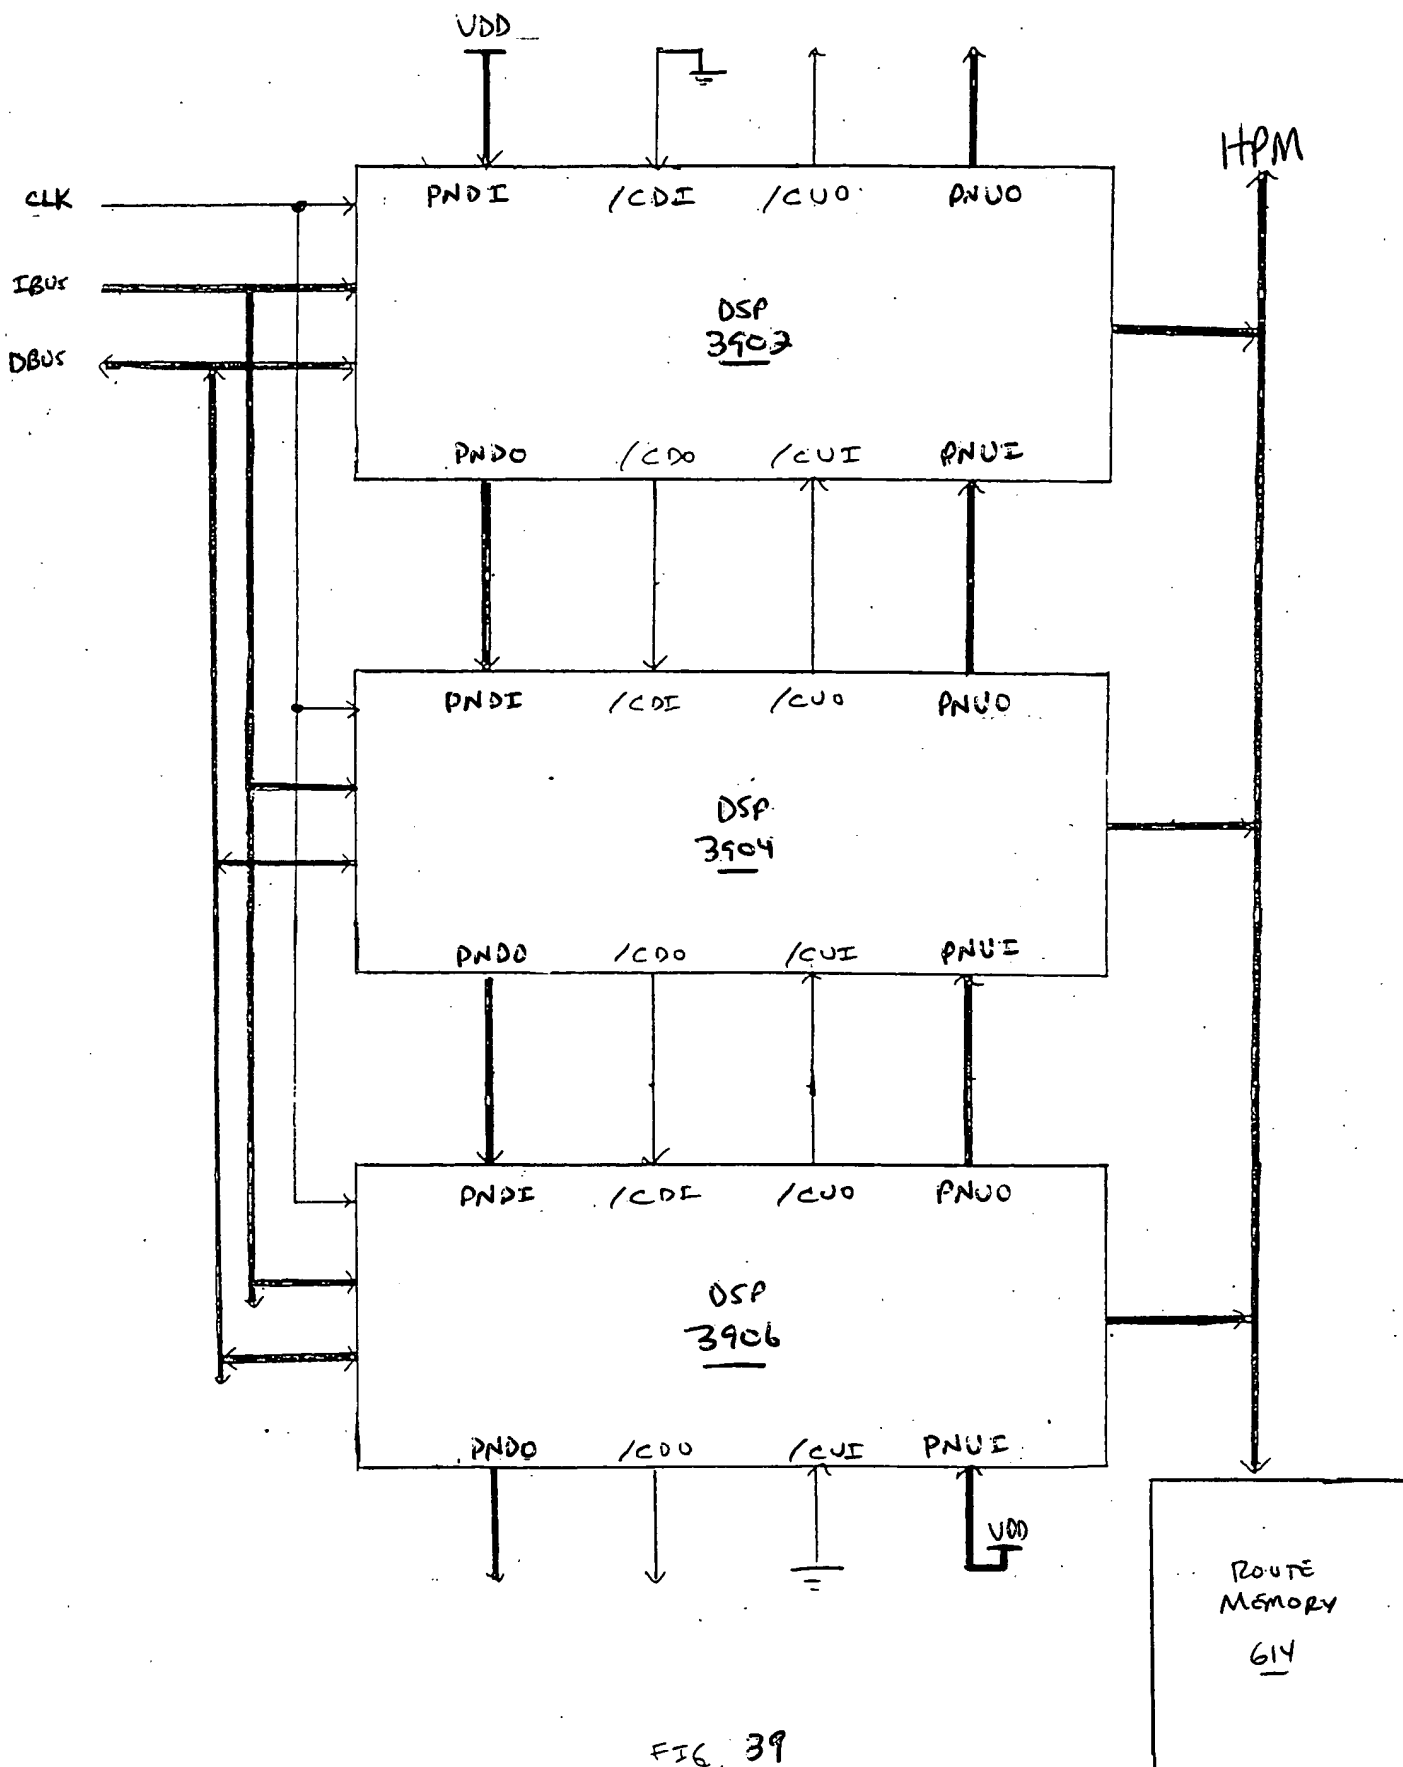 VDD
HPM
CLK
PNDI /CDI /CUO PNUO
IBUS
DSP
3902
DBUS
PNDO /CDO /CUI PNUI
PNDI /CDI /CUO PNUO
DSP
3904
PNDO /CDO /CUI PNUI
PNDI /CDI /CUO PNUO
DSP
3906
PNDO /CDO /CUI PNUI
VDD
ROUTE
MEMORY
614
FIG. 39